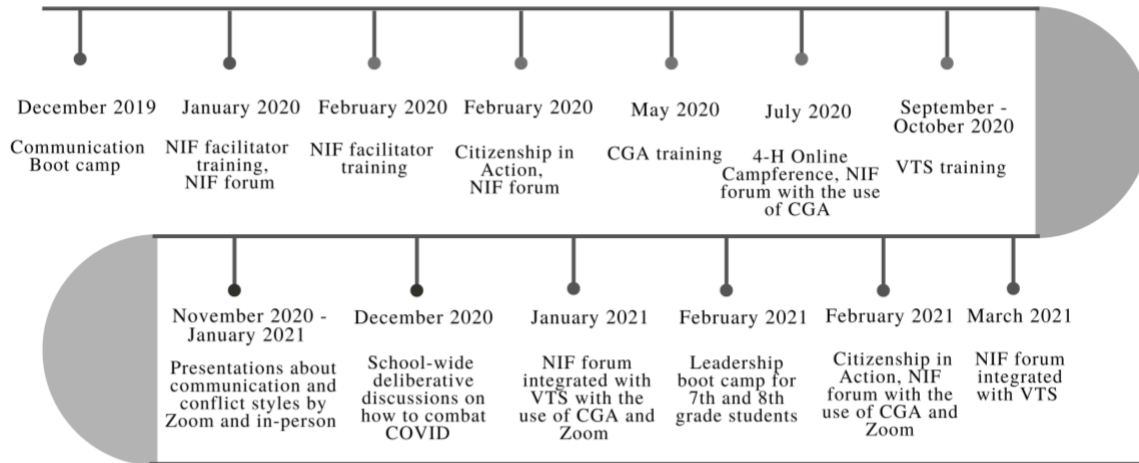 December 2019
Communication
Boot camp
January 2020
NIF facilitator
training,
NIF forum
February 2020
NIF facilitator
training
February 2020
Citizenship in
Action,
NIF forum
May 2020
CGA training
July 2020
4-H Online
Campference, NIF
forum with the use
of CGA
September -
October 2020
VTS training
November 2020 -
January 2021
Presentations about
communication and
conflict styles by
Zoom and in-person
December 2020
School-wide
deliberative
discussions on
how to combat
COVID
January 2021
NIF forum
integrated with
VTS with the
use of CGA and
Zoom
February 2021
Leadership
boot camp for
7th and 8th
grade students
February 2021
Citizenship in
Action, NIF
forum with the
use of CGA and
Zoom
March 2021
NIF forum
integrated
with VTS